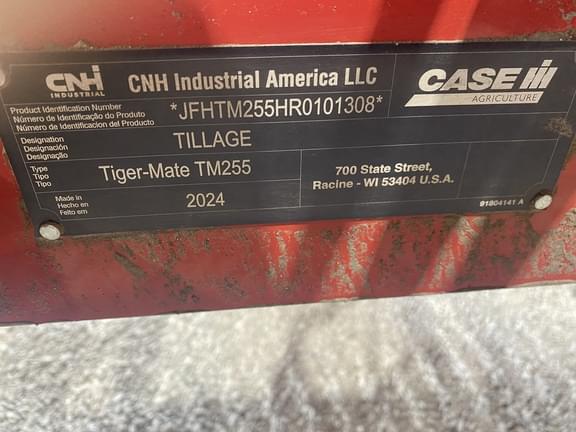 CNH
INDUSTRIAL
CNH Industrial America LLC
CASE IH
AGRICULTURE
Product Identification Number
Número de Identificação do Produto
Número de Identificacion del Producto
*JFHTM255HR0101308*
Designation
Designación
Designação
TILLAGE
Type
Tipo
Tipo
Tiger-Mate TM255
700 State Street,
Racine - WI 53404 U.S.A.
Made in
Hecho en
Feito em
2024
91804141 A